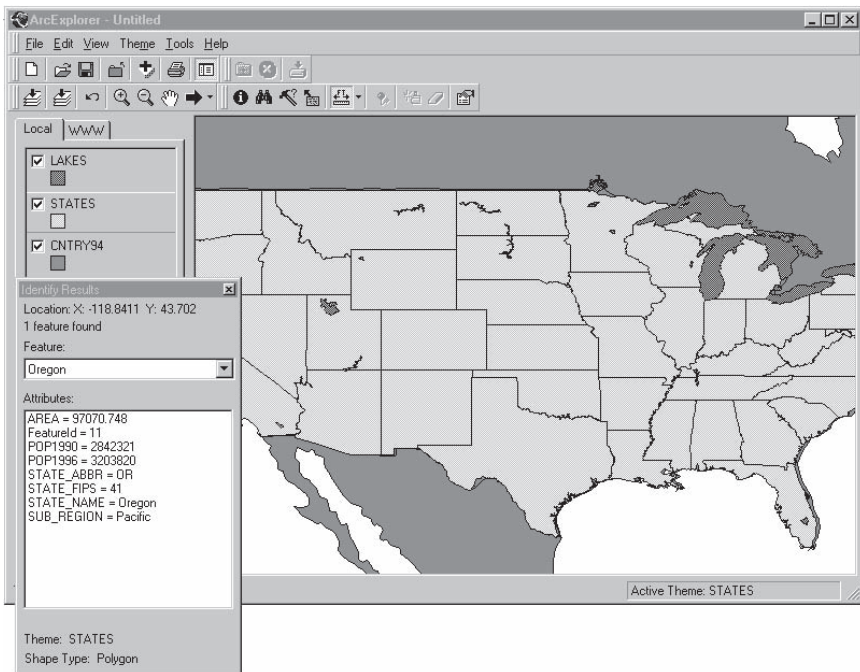 ArcExplorer - Untitled
File Edit View Theme Tools Help
Local WWW
LAKES
STATES
CNTRY94
Identify Results
Location: X: -118.8411 Y: 43.702
1 feature found
Feature:
Oregon
Attributes:
AREA = 97070.748
FeatureId = 11
POP1990 = 2842321
POP1996 = 3203820
STATE_ABBR = OR
STATE_FIPS = 41
STATE_NAME = Oregon
SUB_REGION = Pacific
Theme: STATES
Shape Type: Polygon
Active Theme: STATES